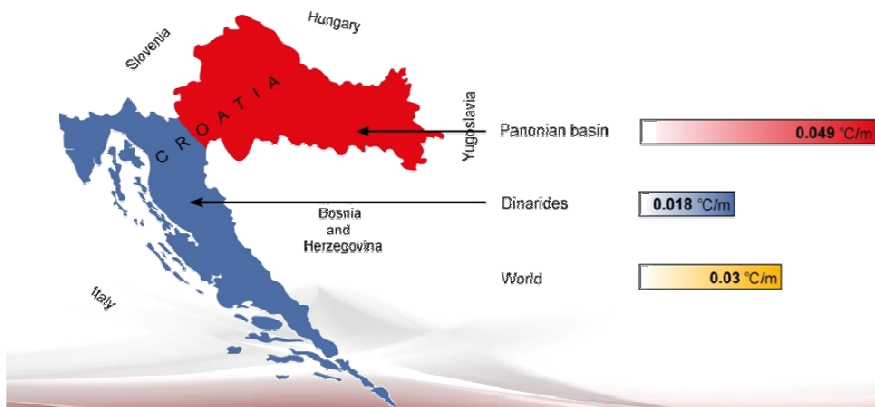 Hungary
Slovenia
CROATIA
Yugoslavia
Panonian basin
0.049 °C/m
Dinarides
0.018 °C/m
Bosnia
and
Herzegovina
World
0.03 °C/m
Italy